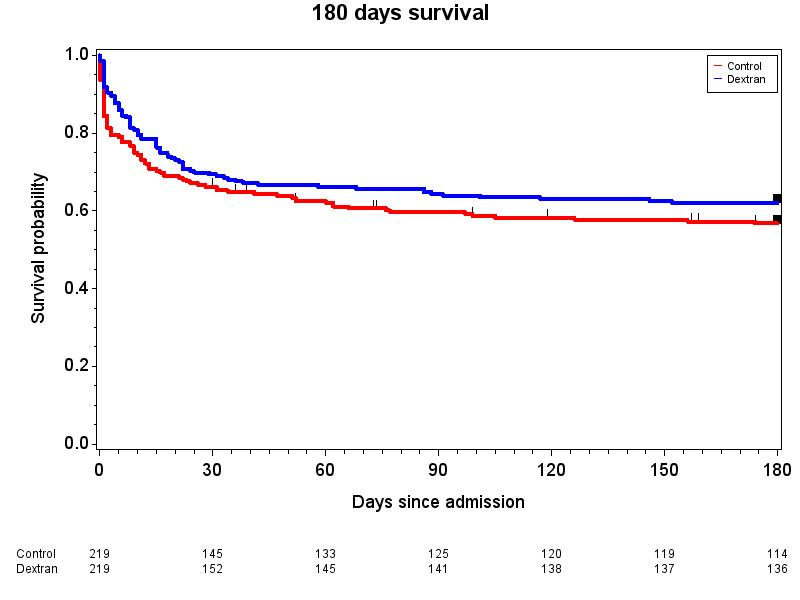 180 days survival
Control
Dextran
1.0
0.8
0.6
0.4
0.2
0.0
Survival probability
0 30 60 90 120 150 180
Days since admission
Control 219 145 133 125 120 119 114
Dextran 219 152 145 141 138 137 136